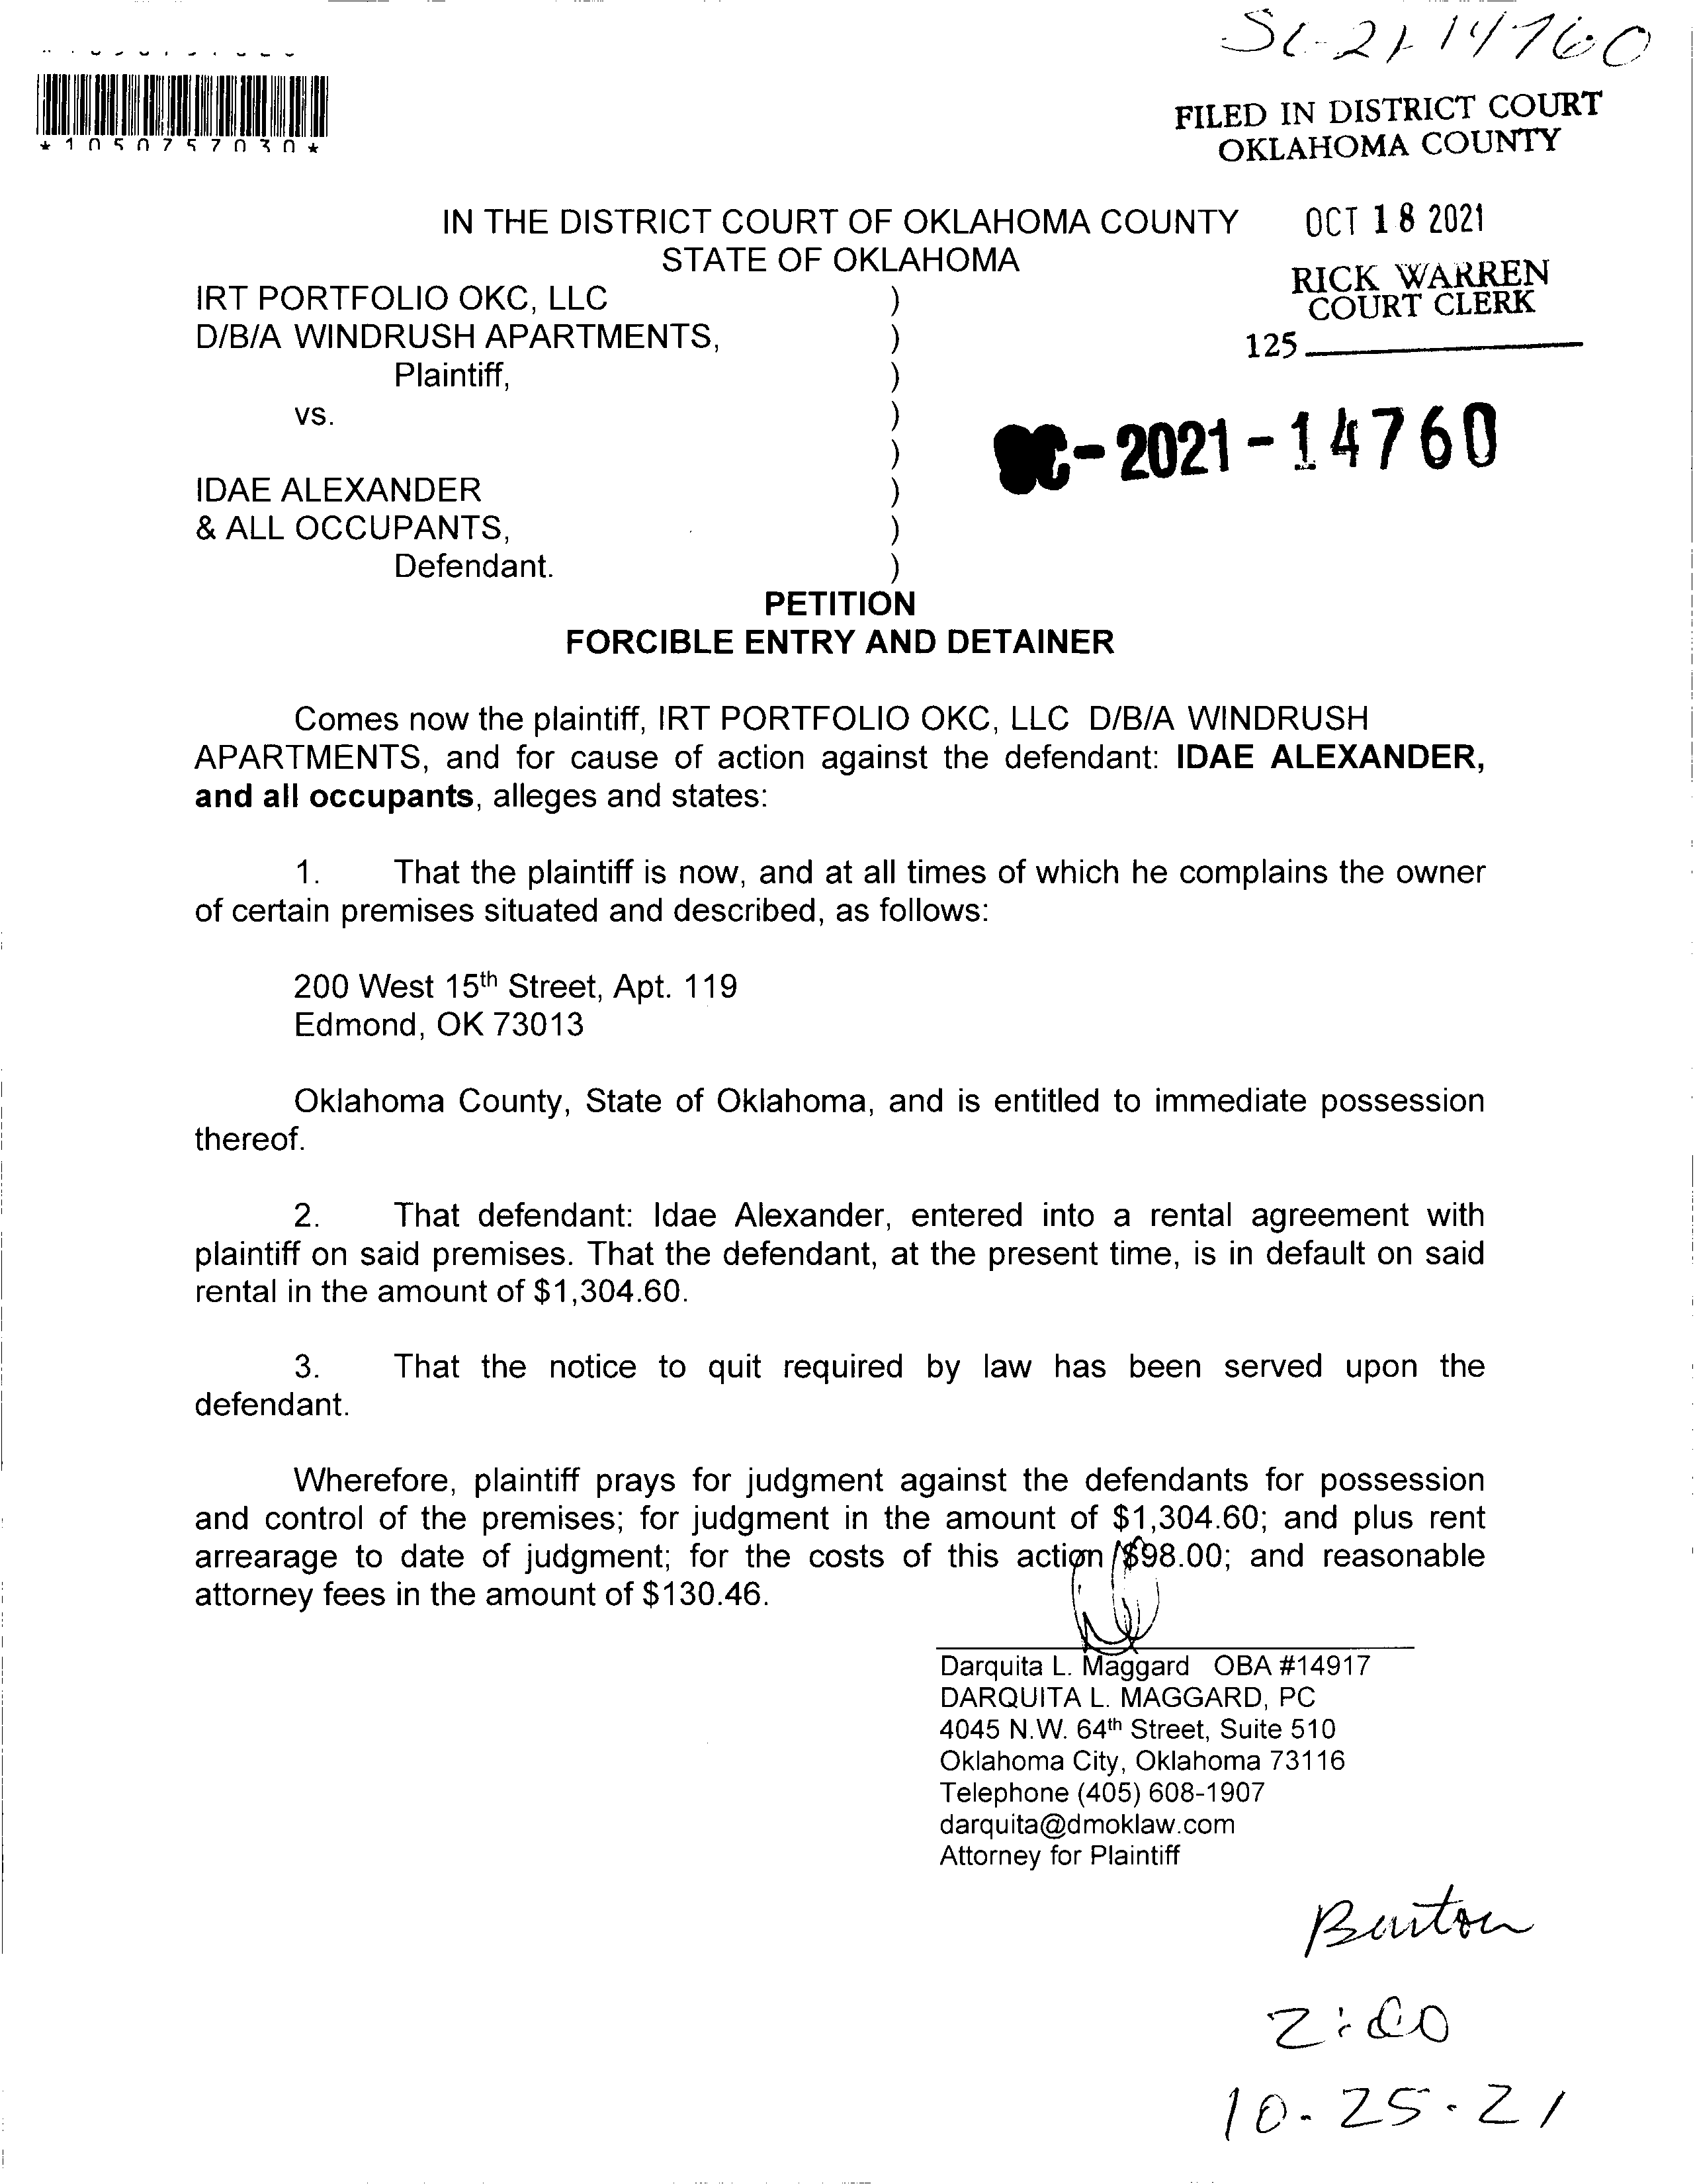 SC-21-14760
*1050757030*
FILED IN DISTRICT COURT
OKLAHOMA COUNTY
IN THE DISTRICT COURT OF OKLAHOMA COUNTY
OCT 18 2021
STATE OF OKLAHOMA
RICK WARREN
COURT CLERK
125
IRT PORTFOLIO OKC, LLC )
D/B/A WINDRUSH APARTMENTS, )
Plaintiff, )
vs. )
)
-2021-14760
IDAE ALEXANDER )
& ALL OCCUPANTS, )
Defendant. )
PETITION
FORCIBLE ENTRY AND DETAINER
Comes now the plaintiff, IRT PORTFOLIO OKC, LLC D/B/A WINDRUSH
APARTMENTS, and for cause of action against the defendant: IDAE ALEXANDER,
and all occupants, alleges and states:
1. That the plaintiff is now, and at all times of which he complains the owner
of certain premises situated and described, as follows:
200 West 15th Street, Apt. 119
Edmond, OK 73013
Oklahoma County, State of Oklahoma, and is entitled to immediate possession
thereof.
2. That defendant: Idae Alexander, entered into a rental agreement with
plaintiff on said premises. That the defendant, at the present time, is in default on said
rental in the amount of $1,304.60.
3. That the notice to quit required by law has been served upon the
defendant.
Wherefore, plaintiff prays for judgment against the defendants for possession
and control of the premises; for judgment in the amount of $1,304.60; and plus rent
arrearage to date of judgment; for the costs of this action $98.00; and reasonable
attorney fees in the amount of $130.46.
Darquita L. Maggard OBA #14917
DARQUITA L. MAGGARD, PC
4045 N.W. 64th Street, Suite 510
Oklahoma City, Oklahoma 73116
Telephone (405) 608-1907
darquita@dmoklaw.com
Attorney for Plaintiff
Burton
2:00
10-25-21